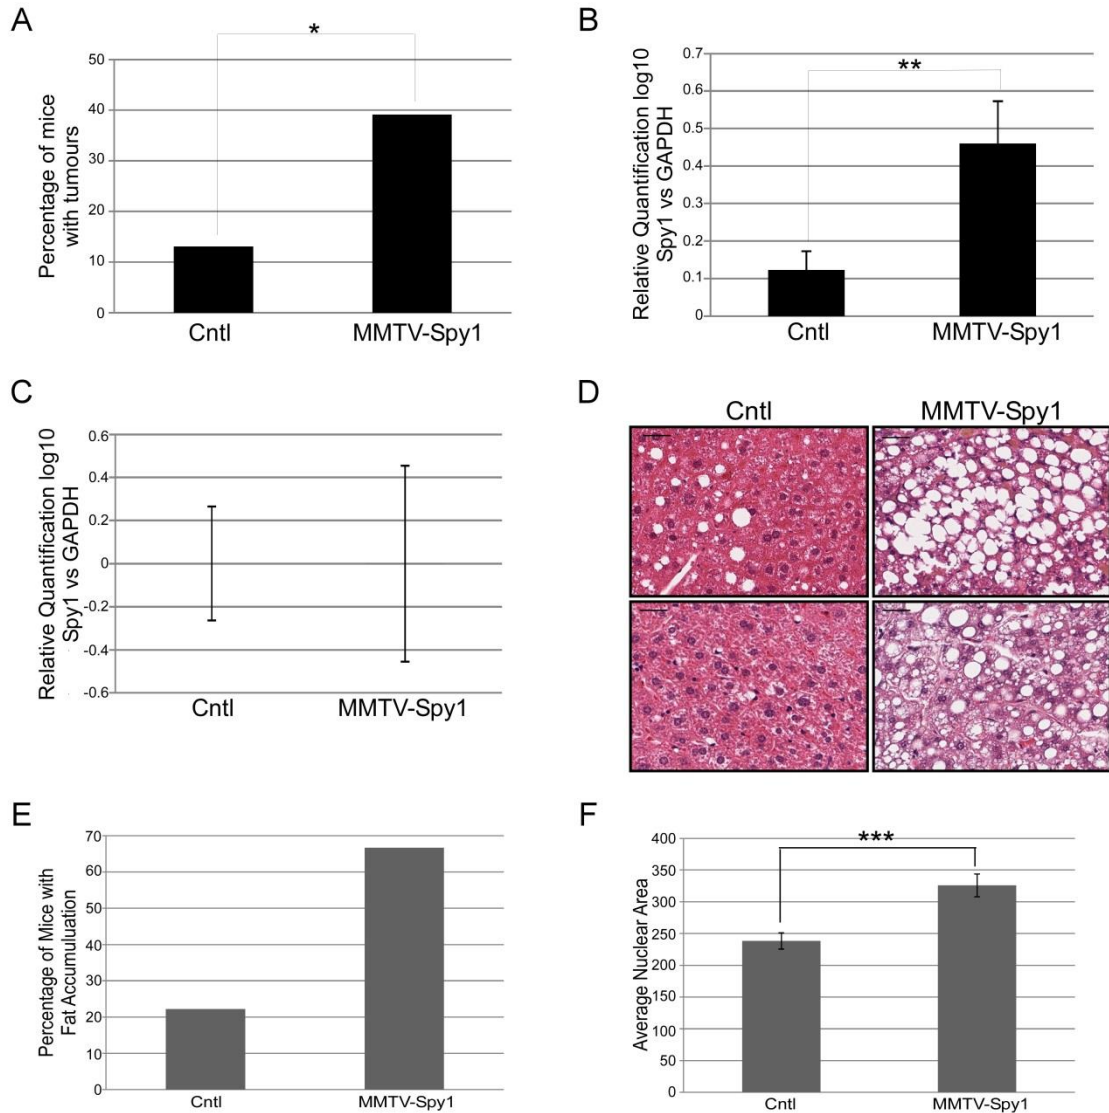 A
*
Percentage of mice
with tumours
50
40
30
20
10
0
Cntl
MMTV-Spy1
B
**
Relative Quantification log10
Spy1 vs GAPDH
0.7
0.6
0.5
0.4
0.3
0.2
0.1
0
Cntl
MMTV-Spy1
C
Relative Quantification log10
Spy1 vs GAPDH
0.6
0.4
0.2
0
-0.2
-0.4
-0.6
Cntl
MMTV-Spy1
D
Cntl
MMTV-Spy1
E
Percentage of Mice with
Fat Accumuluation
70
60
50
40
30
20
10
0
Cntl
MMTV-Spy1
F
***
Average Nuclear Area
400
350
300
250
200
150
100
50
0
Cntl
MMTV-Spy1